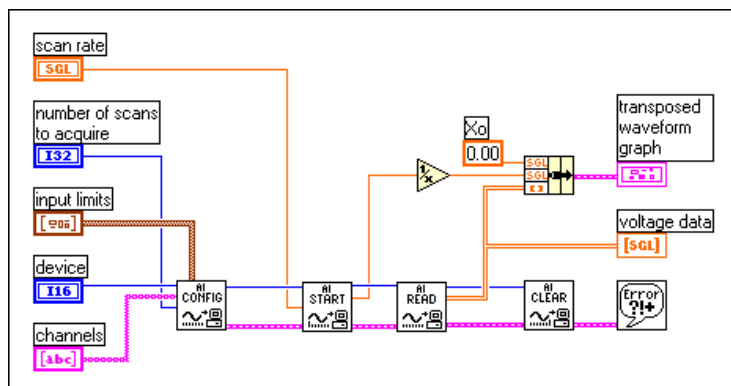 scan rate
SGL
number of scans
to acquire
I32
input limits
device
I16
channels
[abc]
AI
CONFIG
AI
START
AI
READ
AI
CLEAR
Error
?!+
1/x
Xo
0.00
SGL
SGL
[ ]
transposed
waveform
graph
voltage data
[SGL]